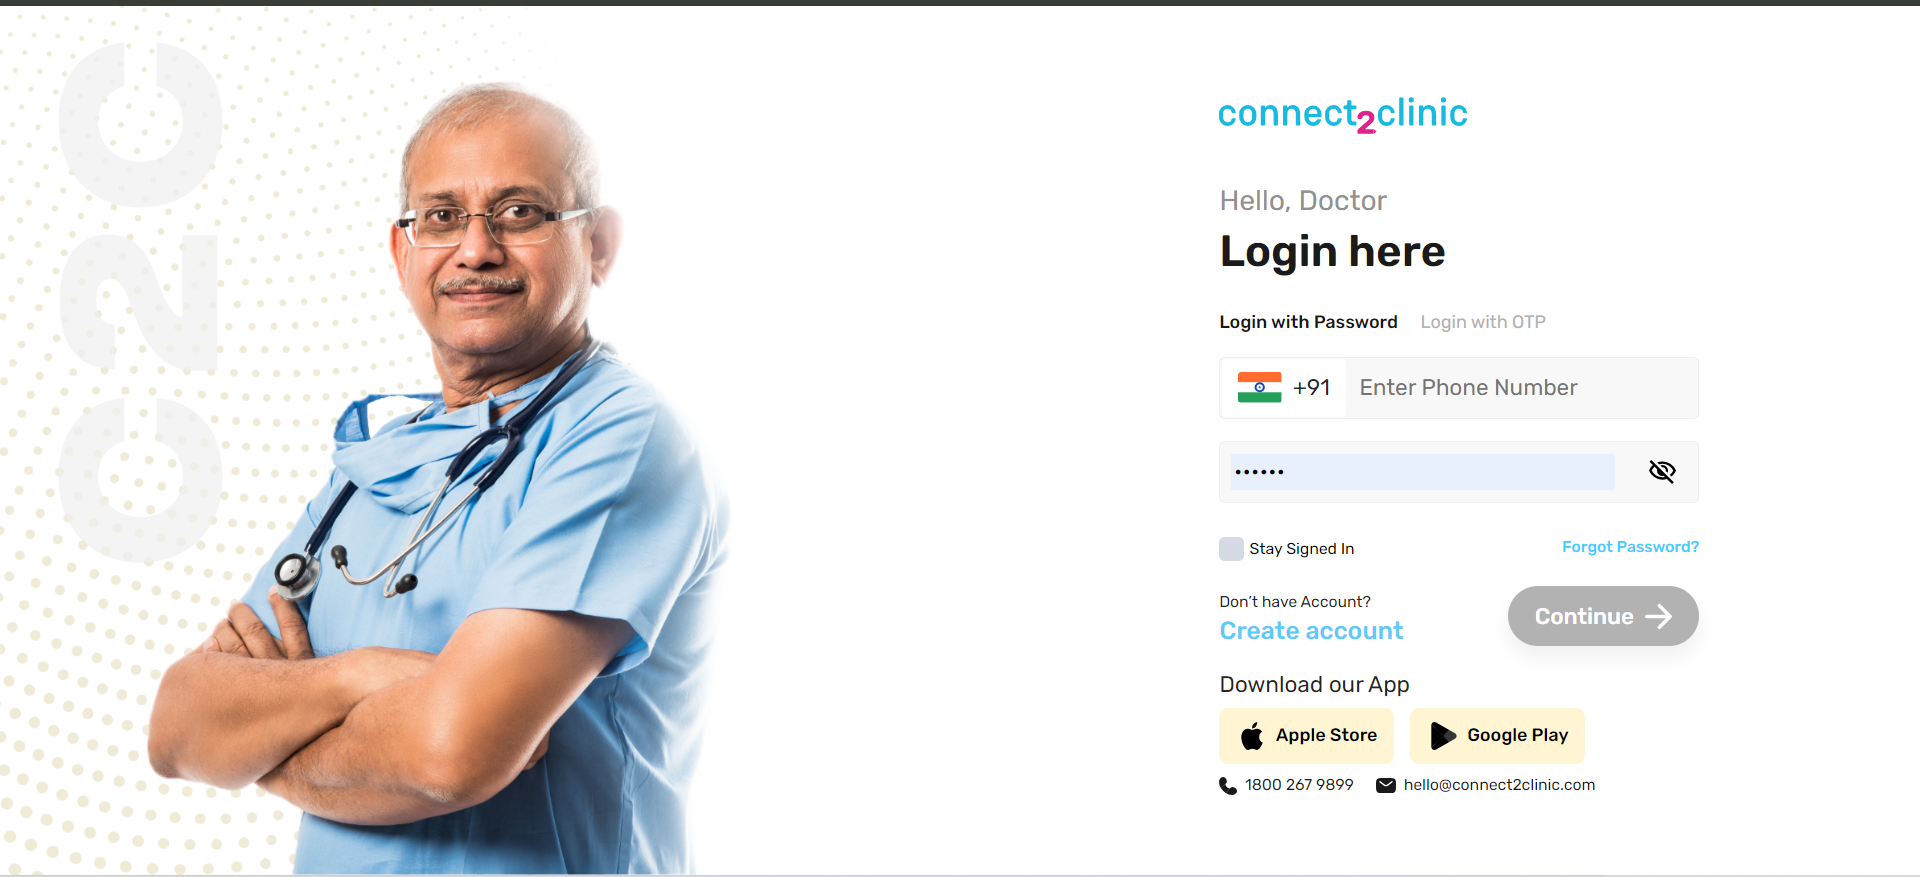 C2C
connect2clinic
Hello, Doctor
Login here
Login with Password Login with OTP
+91 Enter Phone Number
••••••
Stay Signed In Forgot Password?
Don’t have Account?
Create account
Continue
Download our App
Apple Store Google Play
1800 267 9899 hello@connect2clinic.com